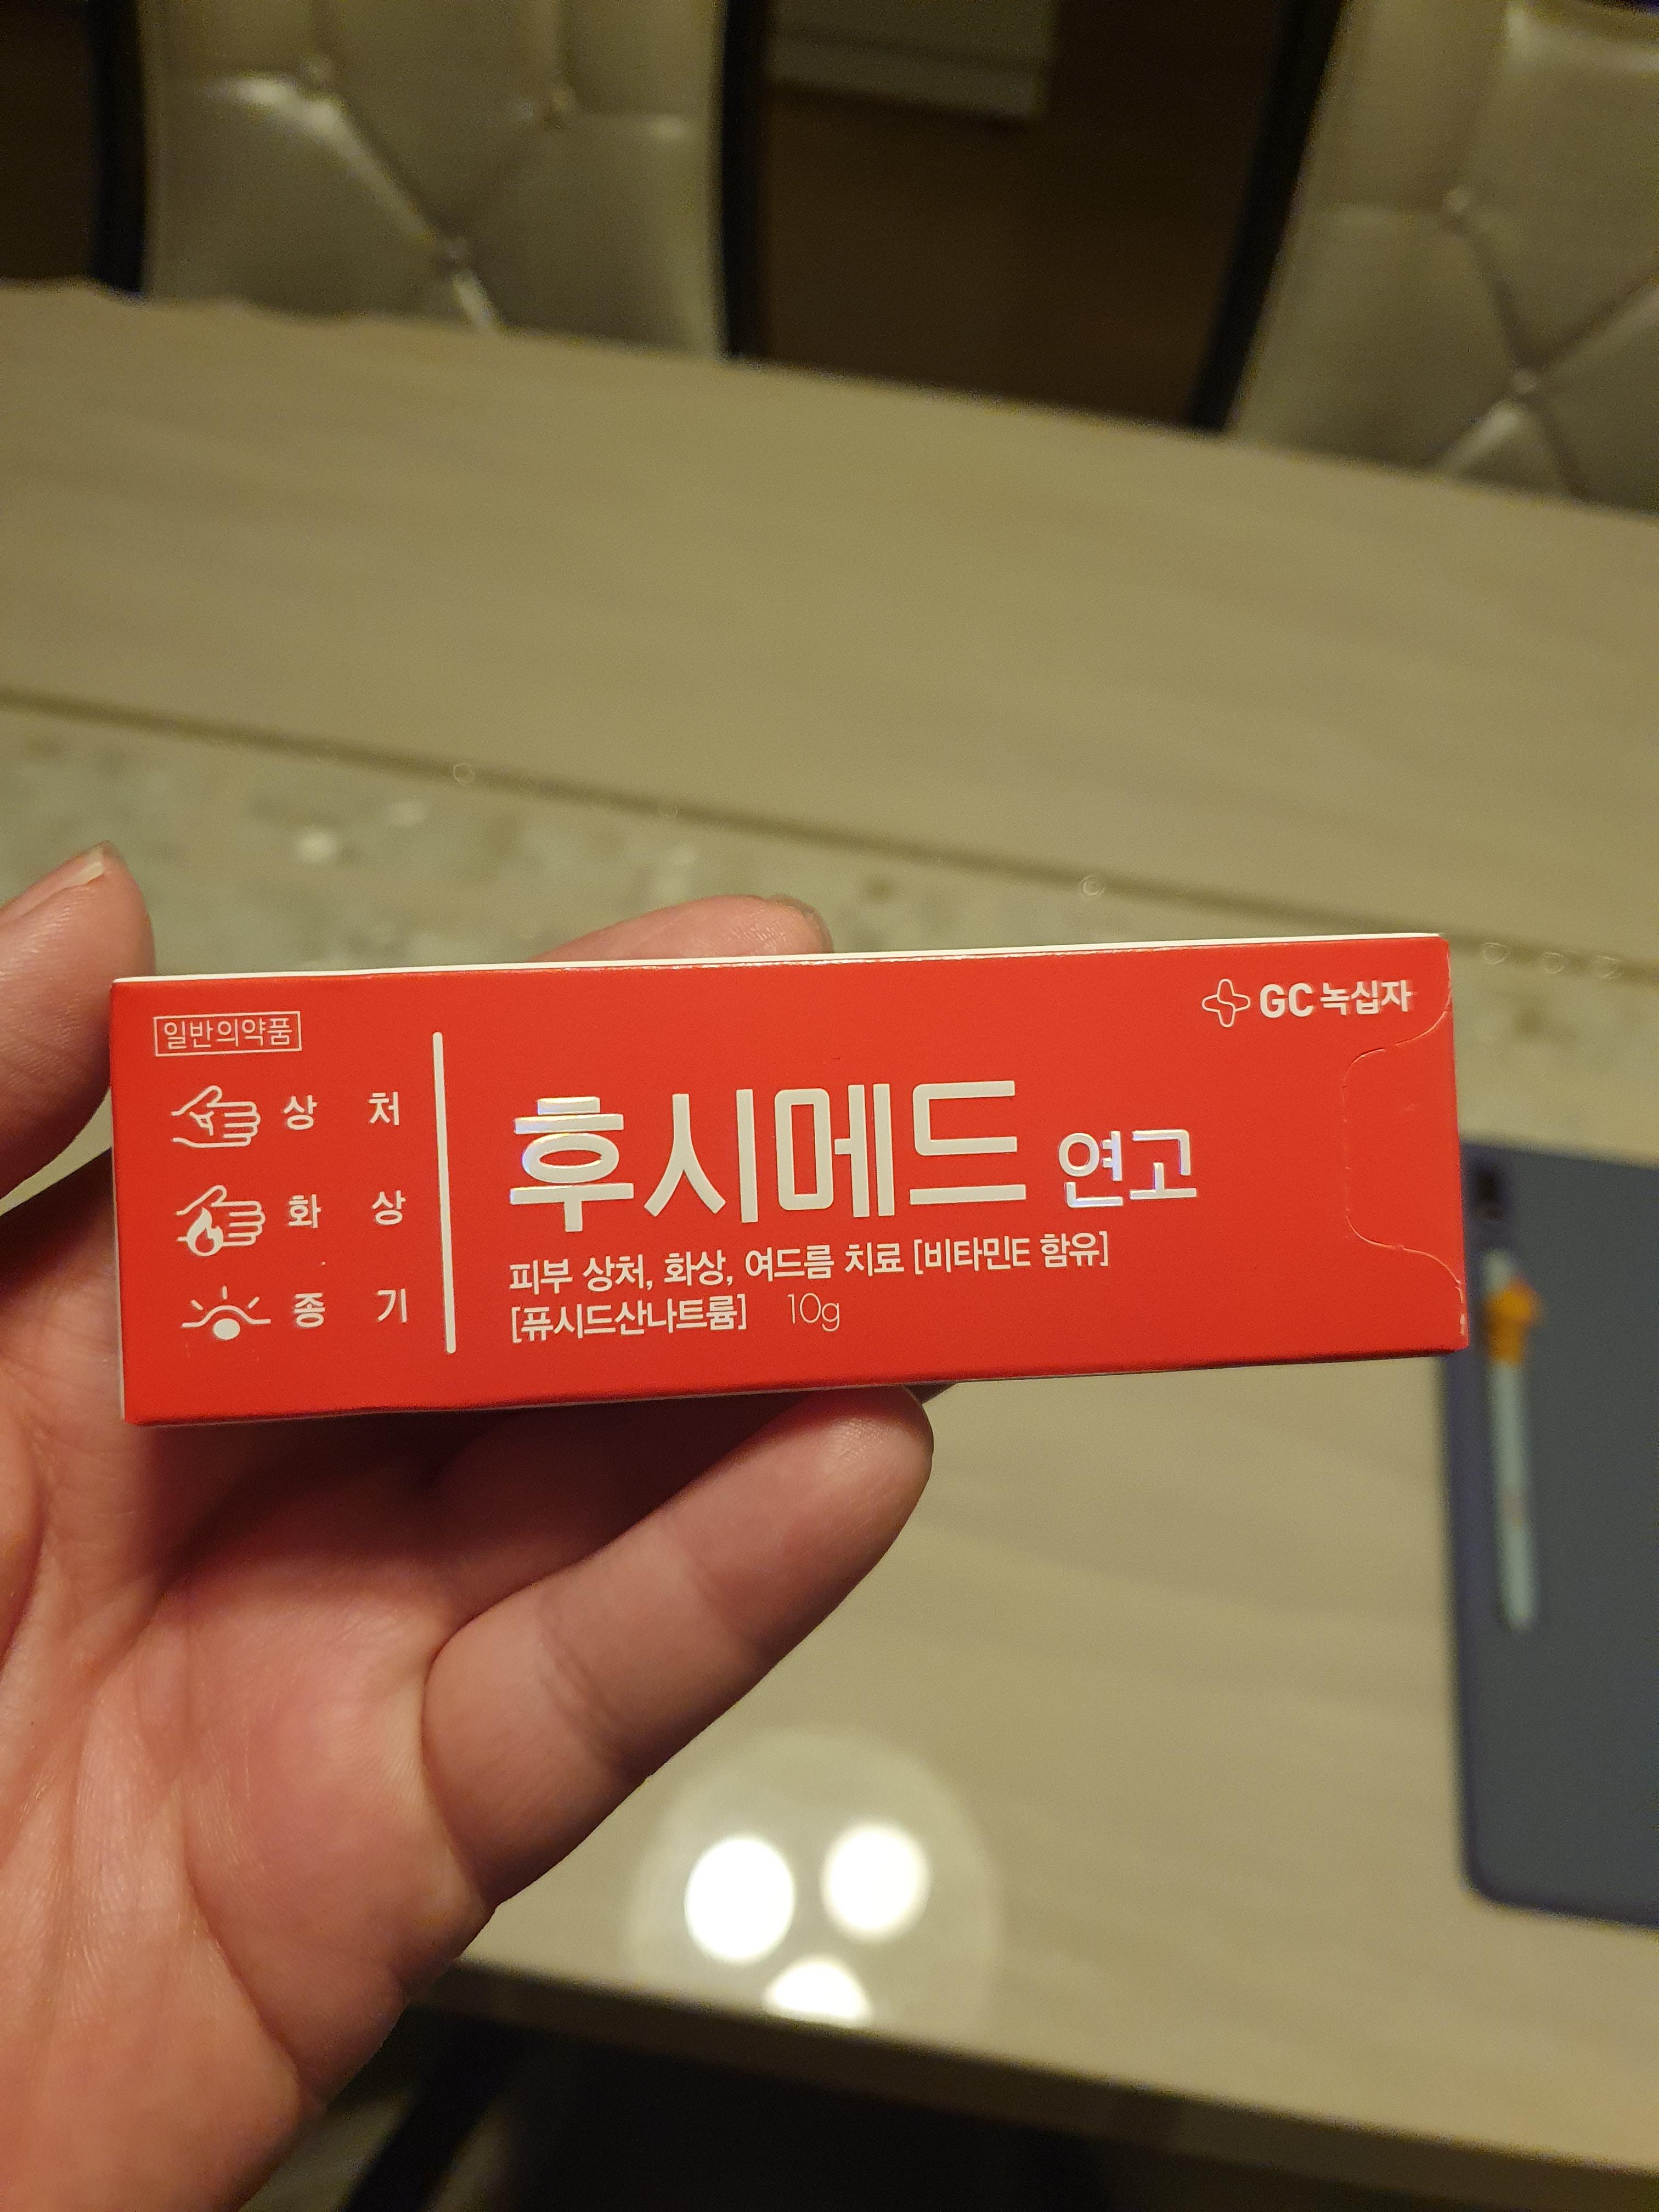 일반의약품
GC 녹십자
상 처
화 상
종 기
후시메드 연고
피부 상처, 화상, 여드름 치료 [비타민E 함유]
[퓨시드산나트륨] 10g